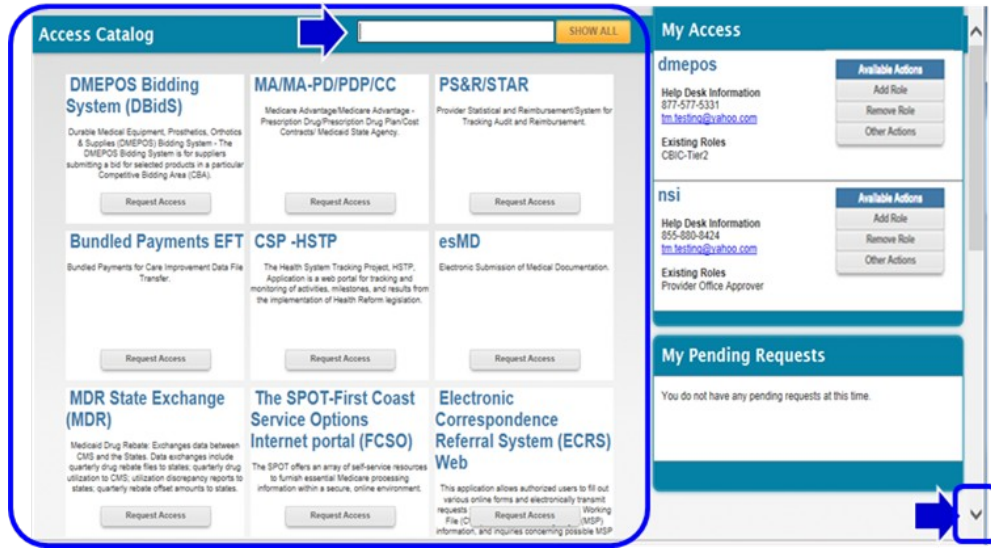 Access Catalog
SHOW ALL
DMEPOS Bidding
System (DBidS)
Durable Medical Equipment, Prosthetics, Orthotics
& Supplies (DMEPOS) Bidding System - The
DMEPOS Bidding System is for suppliers
submitting a bid for selected products in a particular
Competitive Bidding Area (CBA).
Request Access
MA/MA-PD/PDP/CC
Medicare Advantage/Medicare Advantage -
Prescription Drug/Prescription Drug Plan/Cost
Contracts/ Medicaid State Agency.
Request Access
PS&R/STAR
Provider Statistical and Reimbursement/System for
Tracking Audit and Reimbursement.
Request Access
Bundled Payments EFT
Bundled Payments for Care Improvement Data File
Transfer.
Request Access
CSP -HSTP
The Health System Tracking Project, HSTP,
Application is a web portal for tracking and
monitoring of activities, milestones, and results from
the implementation of Health Reform legislation.
Request Access
esMD
Electronic Submission of Medical Documentation.
Request Access
MDR State Exchange
(MDR)
Medicaid Drug Rebate: Exchanges data between
CMS and the States. Data exchanges include
quarterly drug rebate files to states; quarterly drug
utilization to CMS; utilization discrepancy reports to
states; quarterly rebate offset amounts to states.
Request Access
The SPOT-First Coast
Service Options
Internet portal (FCSO)
The SPOT offers an array of self-service resources
to furnish essential Medicare processing
information within a secure, online environment.
Request Access
Electronic
Correspondence
Referral System (ECRS)
Web
This application allows authorized users to fill out
various online forms and electronically transmit
requests Working
File (C (MSP)
information, and inquiries concerning possible MSP
Request Access
My Access
dmepos
Help Desk Information
877-577-5331
tm.testing@yahoo.com
Existing Roles
CBIC-Tier2
Available Actions
Add Role
Remove Role
Other Actions
nsi
Help Desk Information
855-880-8424
tm.testing@yahoo.com
Existing Roles
Provider Office Approver
Available Actions
Add Role
Remove Role
Other Actions
My Pending Requests
You do not have any pending requests at this time.